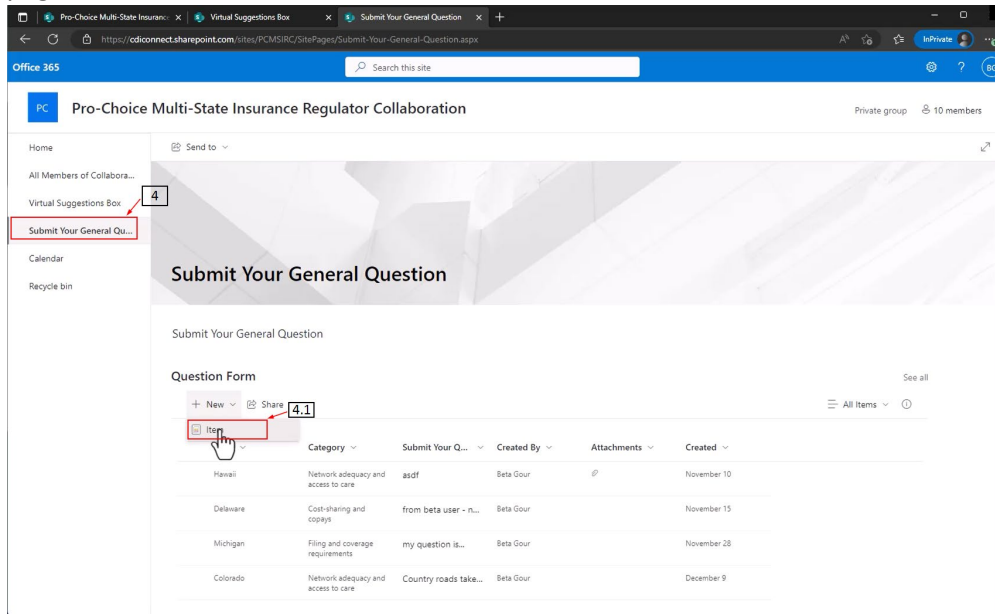 Pro-Choice Multi-State Insuranc
Virtual Suggestions Box
Submit Your General Question
https://cdiconnect.sharepoint.com/sites/PCMSIRC/SitePages/Submit-Your-General-Question.aspx
InPrivate
Office 365
Search this site
PC
Pro-Choice Multi-State Insurance Regulator Collaboration
Private group
10 members
Home
Send to
All Members of Collabora...
Virtual Suggestions Box
4
Submit Your General Qu...
Calendar
Recycle bin
Submit Your General Question
Submit Your General Question
Question Form
See all
+ New
Share
4.1
All Items
Category
Submit Your Q...
Created By
Attachments
Created
Hawaii
Network adequacy and
access to care
asdf
Beta Gour
November 10
Delaware
Cost-sharing and
copays
from beta user - n...
Beta Gour
November 15
Michigan
Filing and coverage
requirements
my question is...
Beta Gour
November 28
Colorado
Network adequacy and
access to care
Country roads take...
Beta Gour
December 9